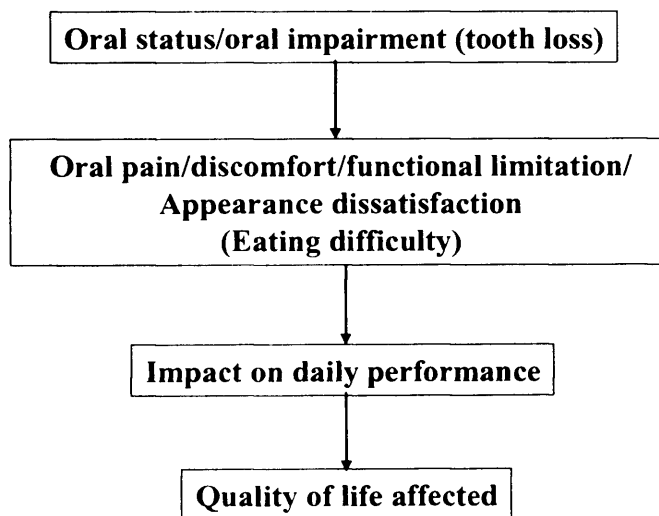 Oral status/oral impairment (tooth loss)
Oral pain/discomfort/functional limitation/
Appearance dissatisfaction
(Eating difficulty)
Impact on daily performance
Quality of life affected